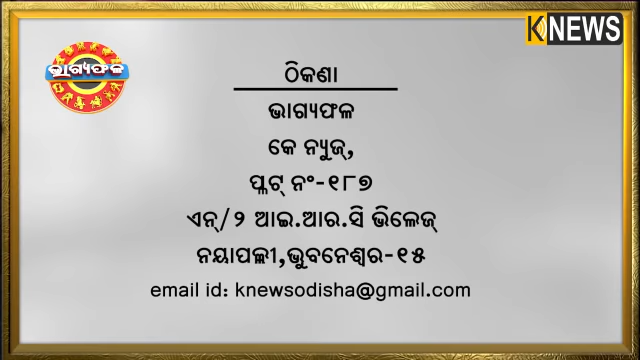 KNEWS
ଭାଗ୍ୟଫଳ
ଠିକଣା
ଭାଗ୍ୟଫଳ
କେ ନ୍ୟୁଜ୍,
ପ୍ଳଟ୍ ନଂ-୧୮୭
ଏନ୍/୨ ଆଇ.ଆର.ସି ଭିଲେଜ୍
ନୟାପଲ୍ଲୀ,ଭୁବନେଶ୍ୱର-୧୫
email id: knewsodisha@gmail.com